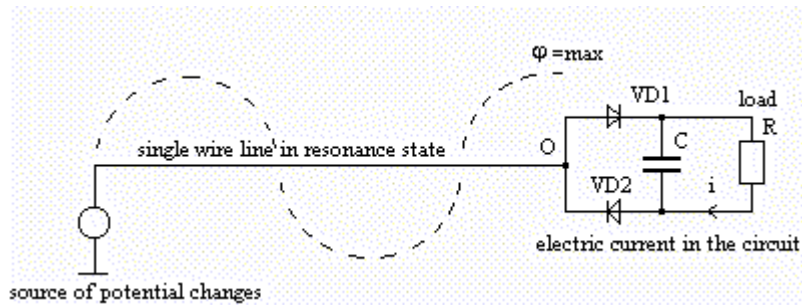 φ=max
VD1
load
R
single wire line in resonance state
O
C
VD2
i
electric current in the circuit
source of potential changes